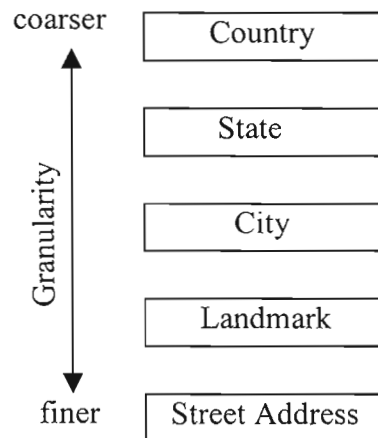 coarser
Country
State
City
Granularity
Landmark
finer
Street Address